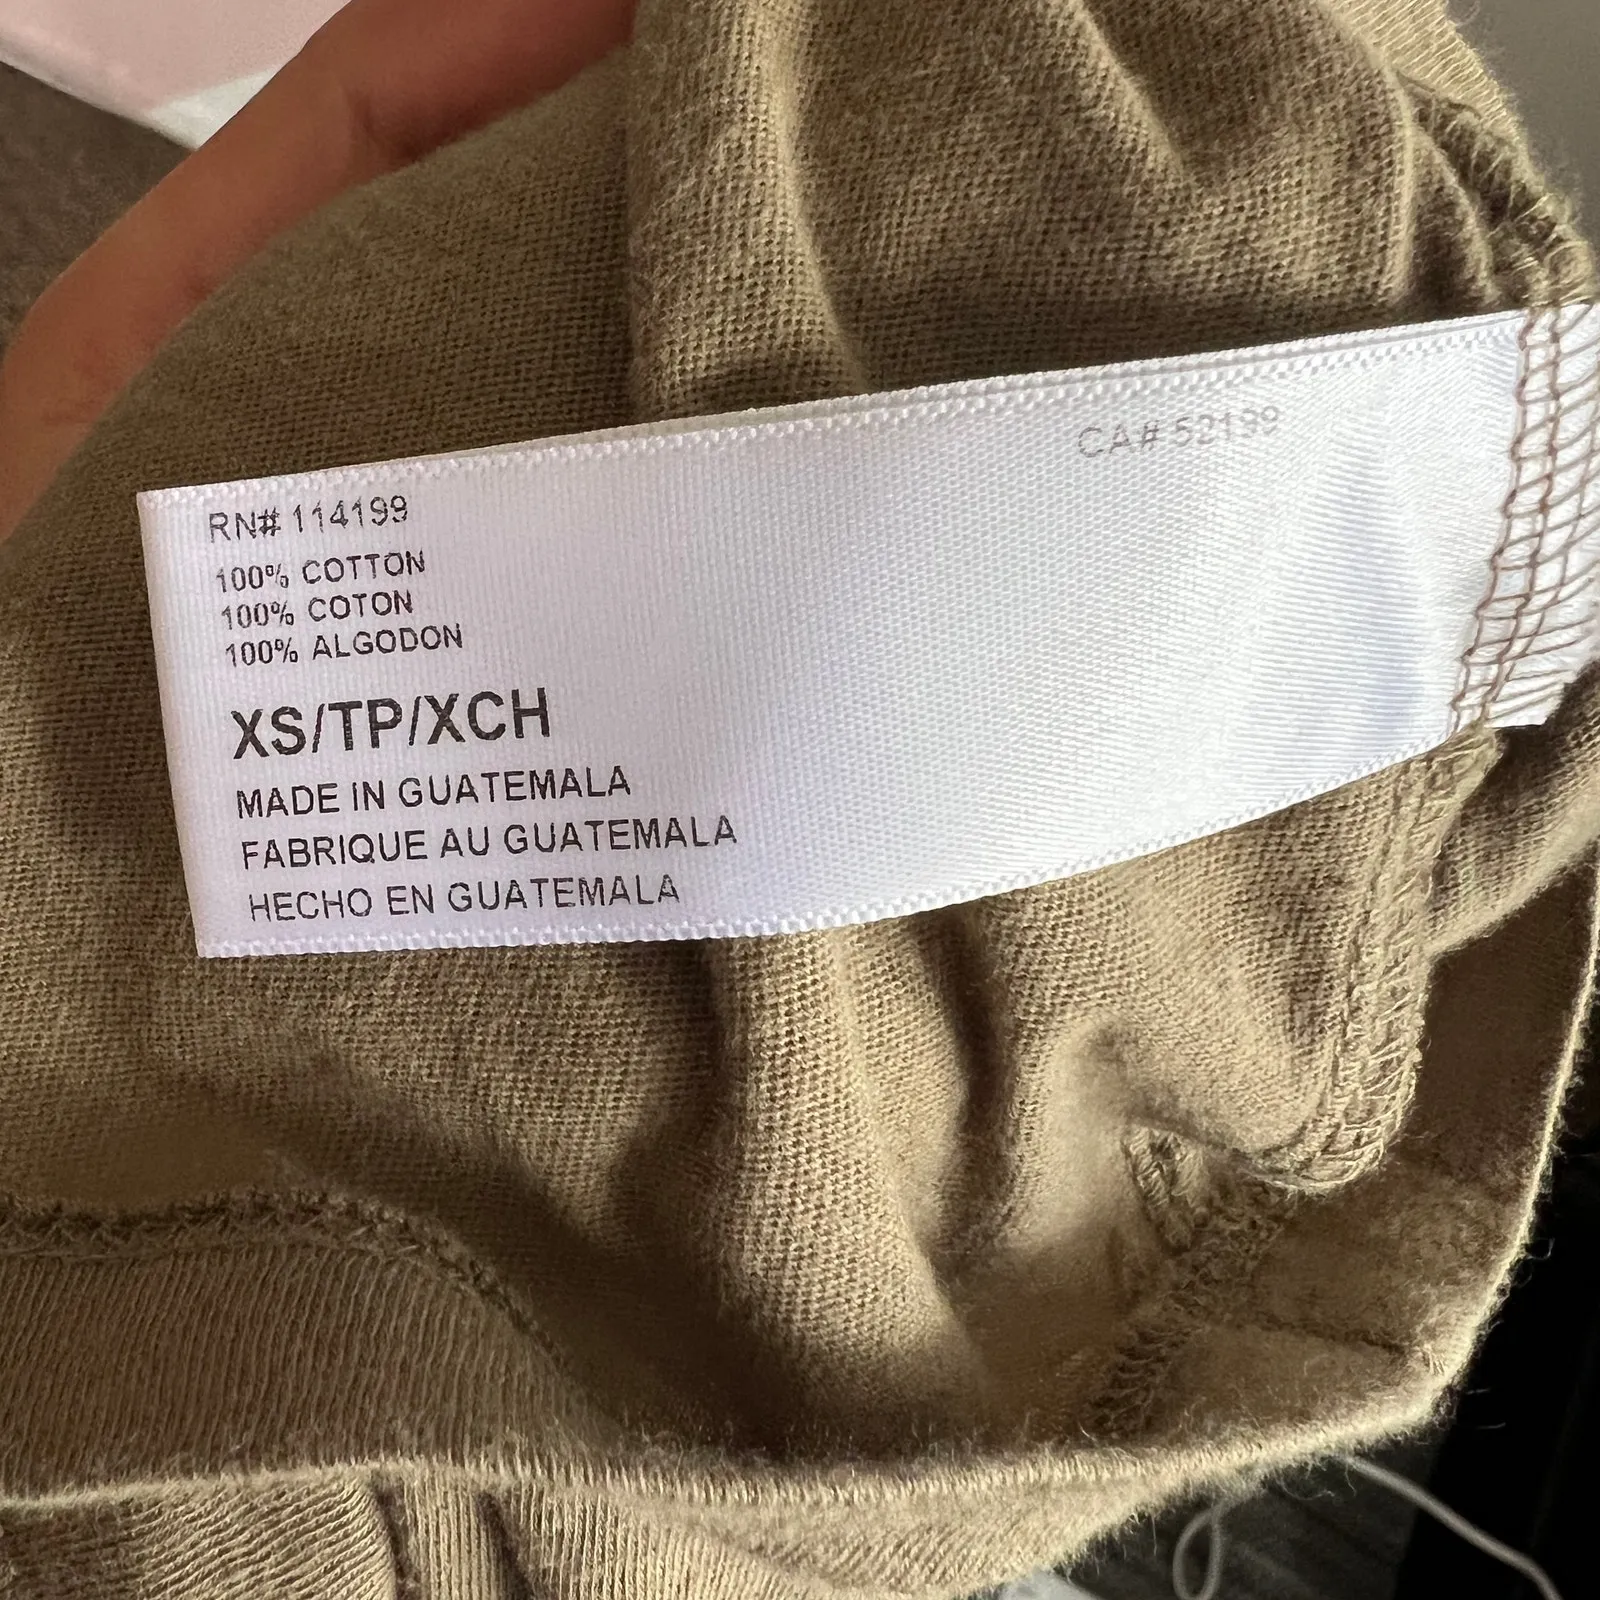 CA# 52199
RN# 114199
100% COTTON
100% COTON
100% ALGODON
XS/TP/XCH
MADE IN GUATEMALA
FABRIQUE AU GUATEMALA
HECHO EN GUATEMALA